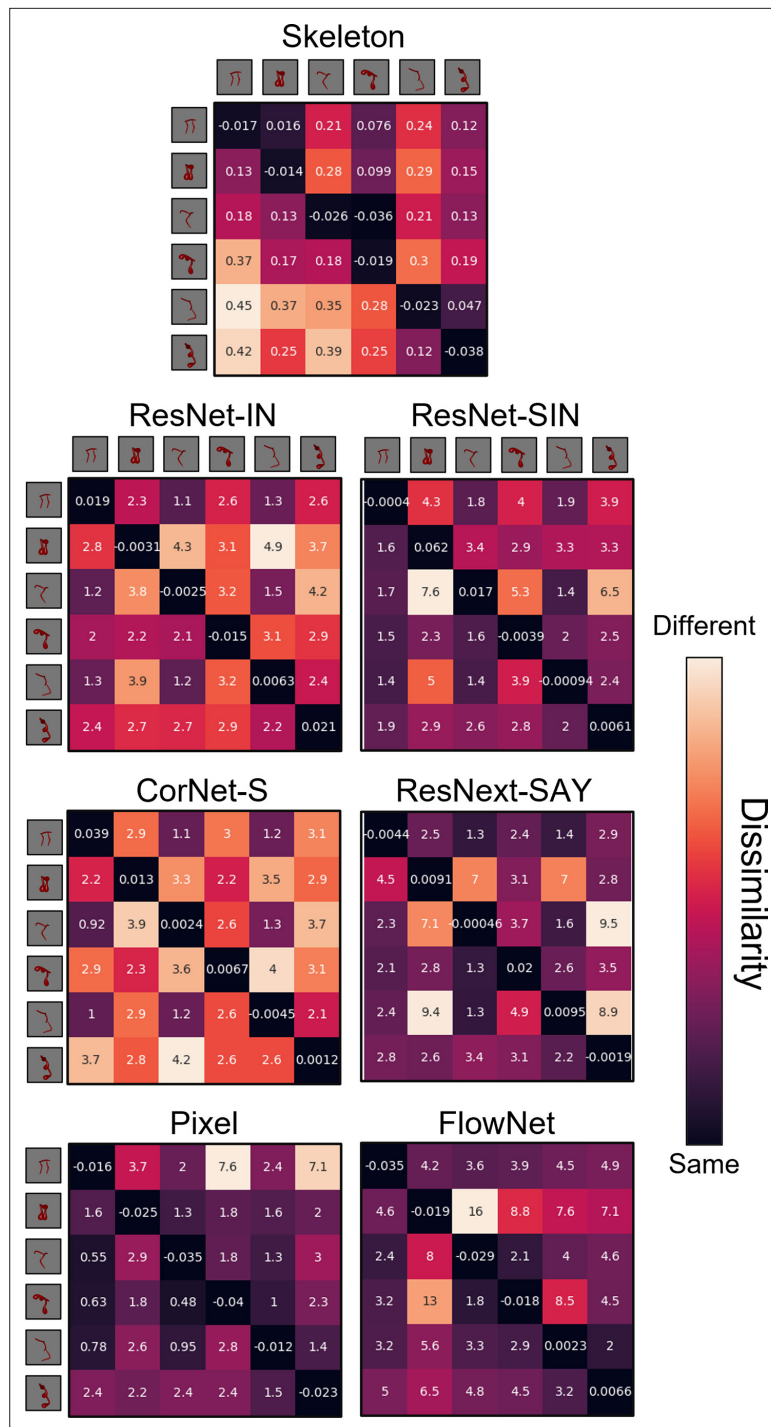 Skeleton
-0.017 0.016 0.21 0.076 0.24 0.12
0.13 -0.014 0.28 0.099 0.29 0.15
0.18 0.13 -0.026 -0.036 0.21 0.13
0.37 0.17 0.18 -0.019 0.3 0.19
0.45 0.37 0.35 0.28 -0.023 0.047
0.42 0.25 0.39 0.25 0.12 -0.038
ResNet-IN
0.019 2.3 1.1 2.6 1.3 2.6
2.8 -0.0031 4.3 3.1 4.9 3.7
1.2 3.8 -0.0025 3.2 1.5 4.2
2 2.2 2.1 -0.015 3.1 2.9
1.3 3.9 1.2 3.2 0.0063 2.4
2.4 2.7 2.7 2.9 2.2 0.021
ResNet-SIN
-0.0004 4.3 1.8 4 1.9 3.9
1.6 0.062 3.4 2.9 3.3 3.3
1.7 7.6 0.017 5.3 1.4 6.5
1.5 2.3 1.6 -0.0039 2 2.5
1.4 5 1.4 3.9 -0.00094 2.4
1.9 2.9 2.6 2.8 2 0.0061
CorNet-S
0.039 2.9 1.1 3 1.2 3.1
2.2 0.013 3.3 2.2 3.5 2.9
0.92 3.9 0.0024 2.6 1.3 3.7
2.9 2.3 3.6 0.0067 4 3.1
1 2.9 1.2 2.6 -0.0045 2.1
3.7 2.8 4.2 2.6 2.6 0.0012
ResNext-SAY
-0.0044 2.5 1.3 2.4 1.4 2.9
4.5 0.0091 7 3.1 7 2.8
2.3 7.1 -0.00046 3.7 1.6 9.5
2.1 2.8 1.3 0.02 2.6 3.5
2.4 9.4 1.3 4.9 0.0095 8.9
2.8 2.6 3.4 3.1 2.2 -0.0019
Pixel
-0.016 3.7 2 7.6 2.4 7.1
1.6 -0.025 1.3 1.8 1.6 2
0.55 2.9 -0.035 1.8 1.3 3
0.63 1.8 0.48 -0.04 1 2.3
0.78 2.6 0.95 2.8 -0.012 1.4
2.4 2.2 2.4 2.4 1.5 -0.023
FlowNet
-0.035 4.2 3.6 3.9 4.5 4.9
4.6 -0.019 16 8.8 7.6 7.1
2.4 8 -0.029 2.1 4 4.6
3.2 13 1.8 -0.018 8.5 4.5
3.2 5.6 3.3 2.9 0.0023 2
5 6.5 4.8 4.5 3.2 0.0066
Different
Dissimilarity
Same